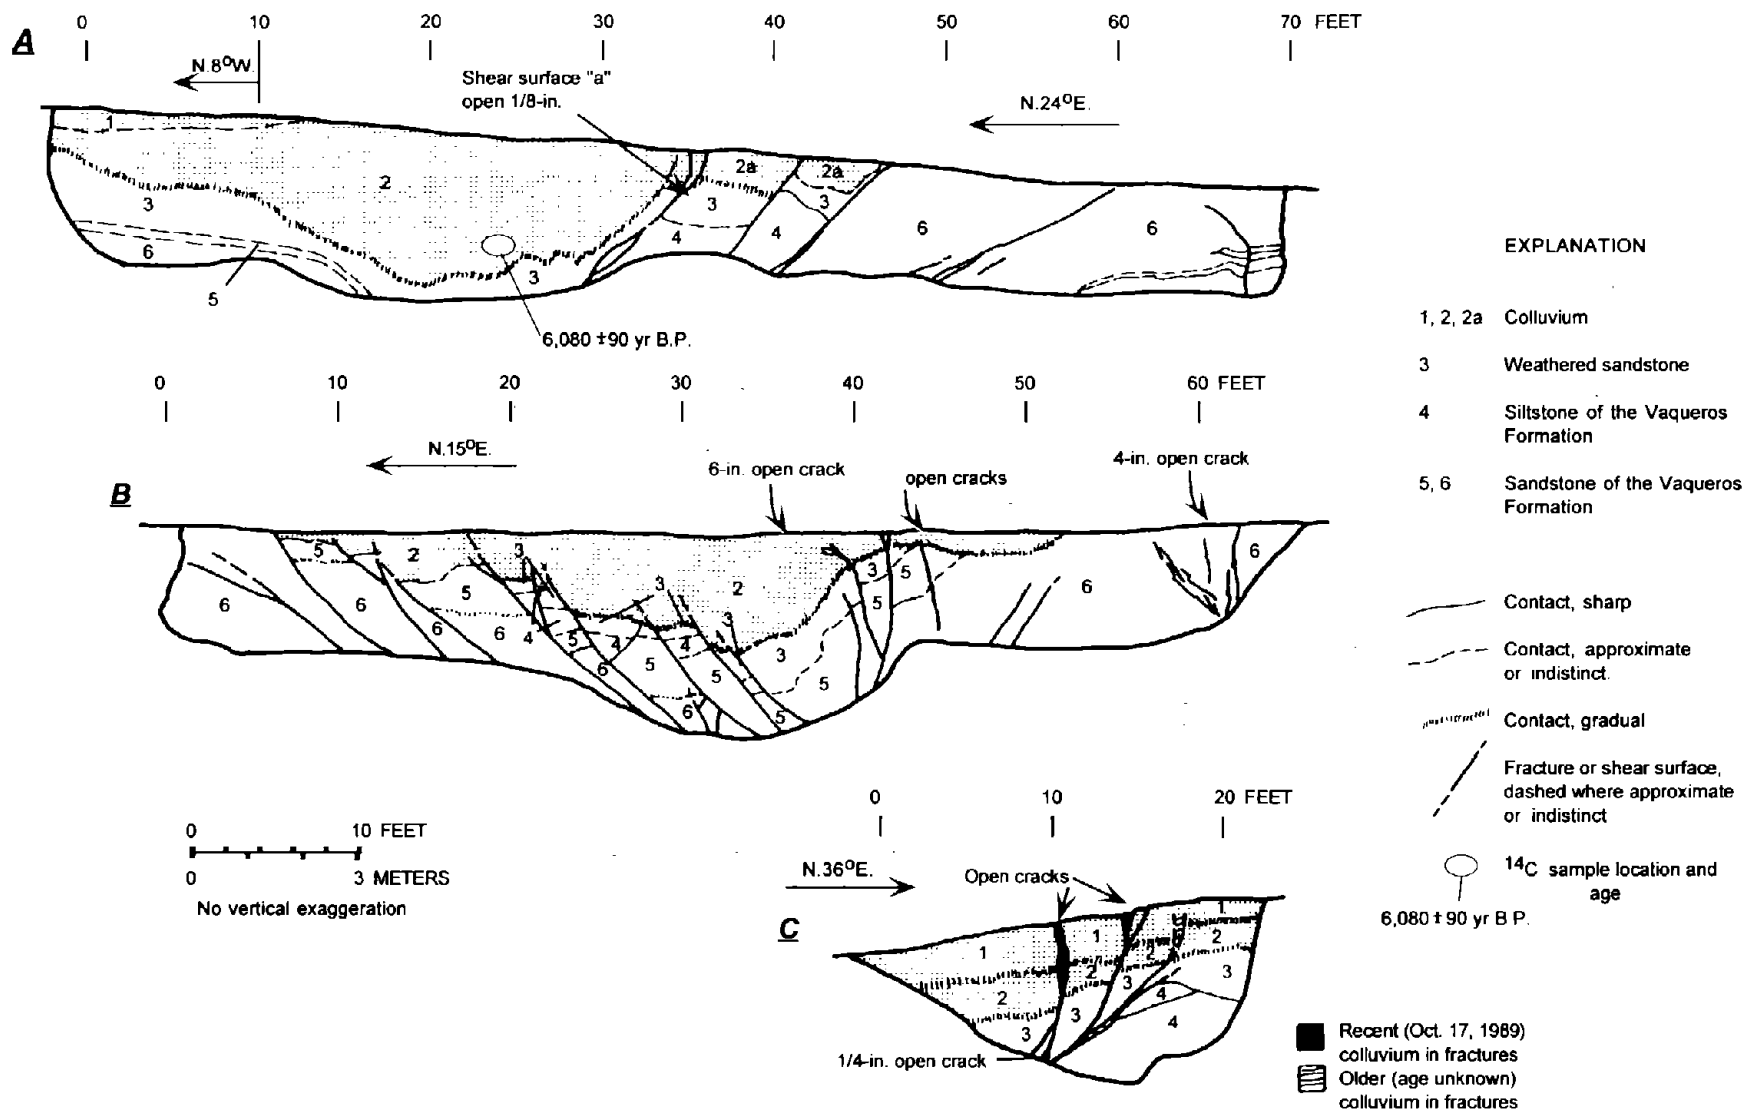 0 10 20 30 40 50 60 70 FEET
A
N.8°W.
Shear surface "a"
open 1/8-in.
N.24°E.
1
2
2a
2a
3
3
3
3
4
4
5
6
6
6
6,080 ±90 yr B.P.
0 10 20 30 40 50 60 FEET
N.15°E.
6-in. open crack
open cracks
4-in. open crack
B
5
2
3
3
5
6
6
6
6
4
5
6
4
3
5
4
6
2
3
5
5
3
5
3
5
5
6
6
0 10 FEET
0 3 METERS
No vertical exaggeration
0 10 20 FEET
N.36°E.
Open cracks
C
1
1
1
2
2
2
2
3
3
3
3
4
4
1/4-in. open crack
EXPLANATION
1, 2, 2a Colluvium
3 Weathered sandstone
4 Siltstone of the Vaqueros
Formation
5, 6 Sandstone of the Vaqueros
Formation
Contact, sharp
Contact, approximate
or indistinct.
Contact, gradual
Fracture or shear surface,
dashed where approximate
or indistinct
14C sample location and
age
6,080 ± 90 yr B P.
Recent (Oct. 17, 1989)
colluvium in fractures
Older (age unknown)
colluvium in fractures